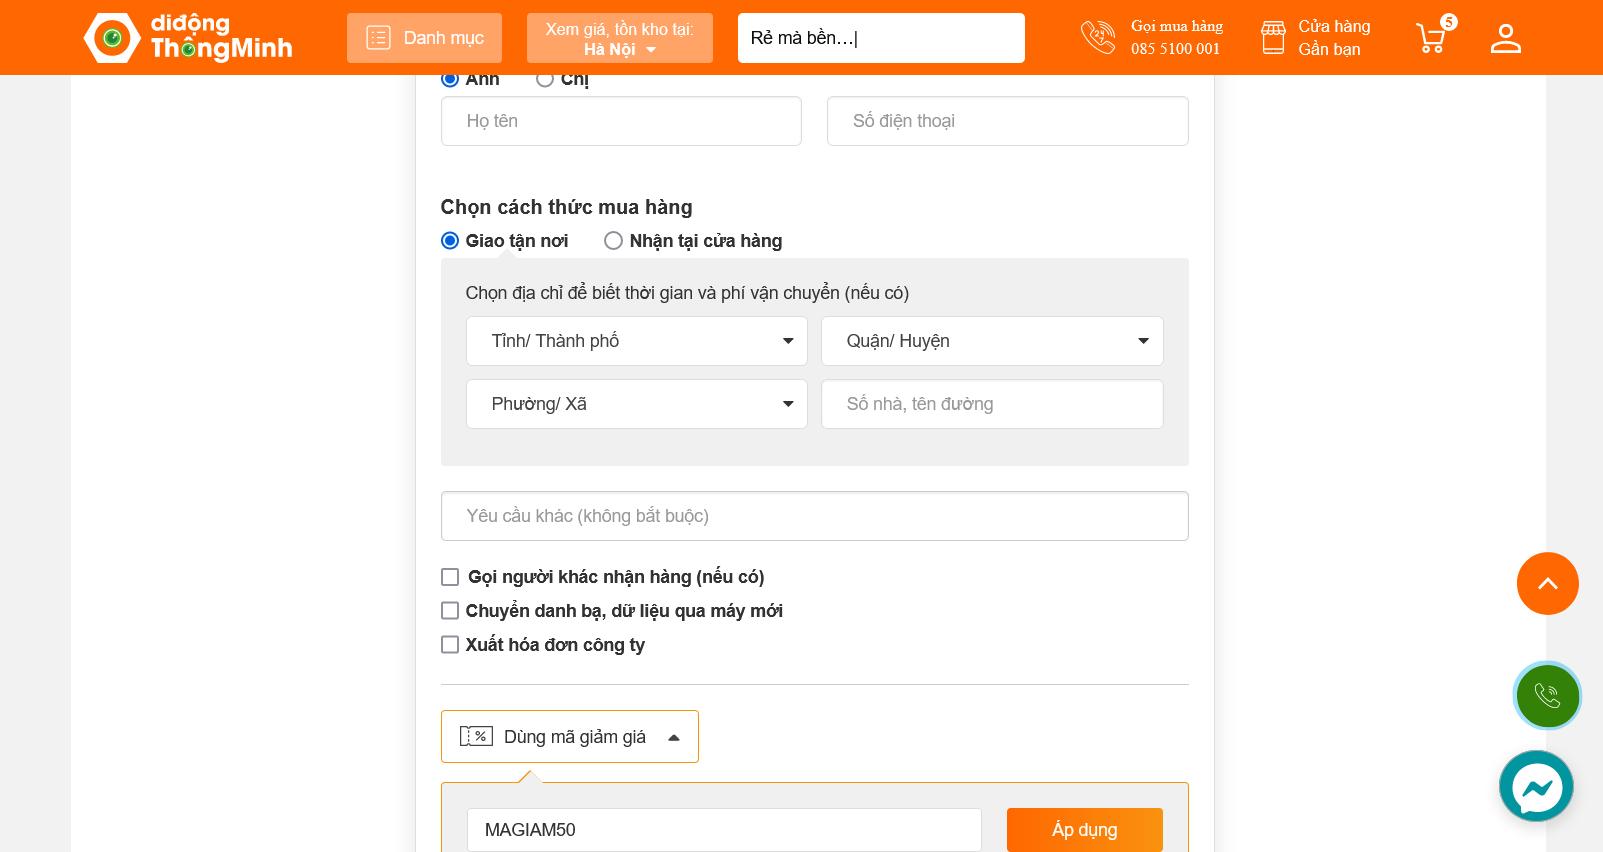 diđộng
ThôngMinh
Danh mục
Xem giá, tồn kho tại:
Hà Nội
Rẻ mà bền...|
24
Gọi mua hàng
085 5100 001
Cửa hàng
Gần bạn
5
Anh
Chị
Họ tên
Số điện thoại
Chọn cách thức mua hàng
Giao tận nơi
Nhận tại cửa hàng
Chọn địa chỉ để biết thời gian và phí vận chuyển (nếu có)
Tỉnh/ Thành phố
Quận/ Huyện
Phường/ Xã
Số nhà, tên đường
Yêu cầu khác (không bắt buộc)
Gọi người khác nhận hàng (nếu có)
Chuyển danh bạ, dữ liệu qua máy mới
Xuất hóa đơn công ty
%
Dùng mã giảm giá
MAGIAM50
Áp dụng